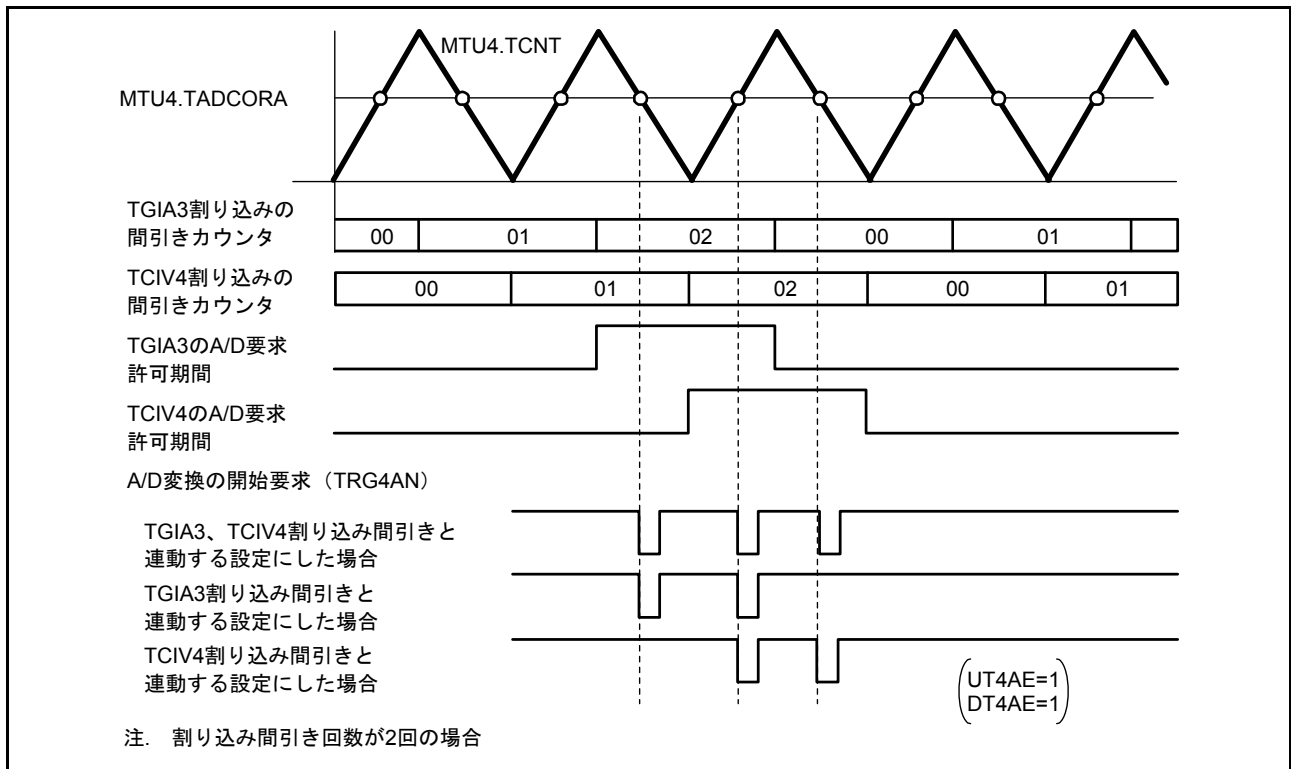 MTU4.TCNT
MTU4.TADCORA
TGIA3割り込みの
間引きカウンタ
00 01 02 00 01
TCIV4割り込みの
間引きカウンタ
00 01 02 00 01
TGIA3のA/D要求
許可期間
TCIV4のA/D要求
許可期間
A/D変換の開始要求（TRG4AN）
TGIA3、TCIV4割り込み間引きと
連動する設定にした場合
TGIA3割り込み間引きと
連動する設定にした場合
TCIV4割り込み間引きと
連動する設定にした場合
UT4AE=1
DT4AE=1
注. 割り込み間引き回数が2回の場合